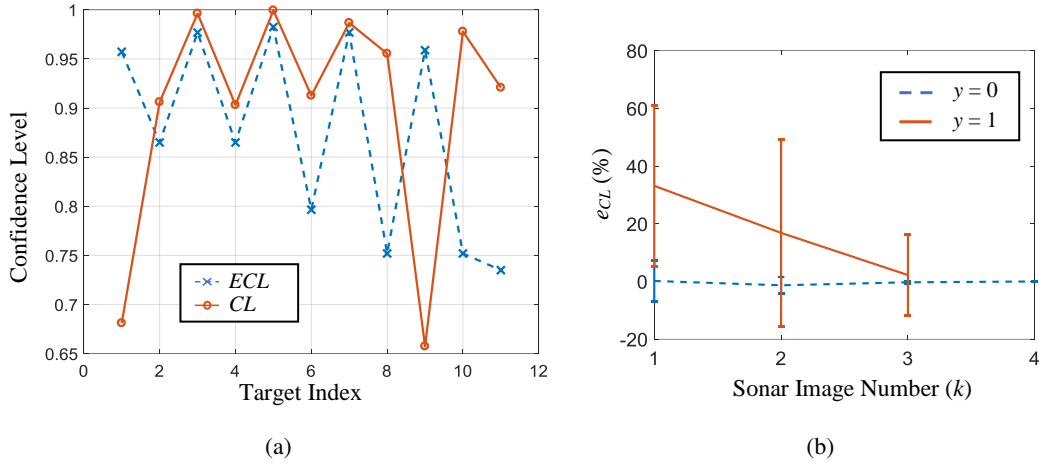 1
0.95
0.9
0.85
0.8
0.75
0.7
0.65
Confidence Level
ECL
CL
0 2 4 6 8 10 12
Target Index
(a)
80
60
40
20
0
-20
e_CL (%)
y = 0
y = 1
1 2 3 4
Sonar Image Number (k)
(b)